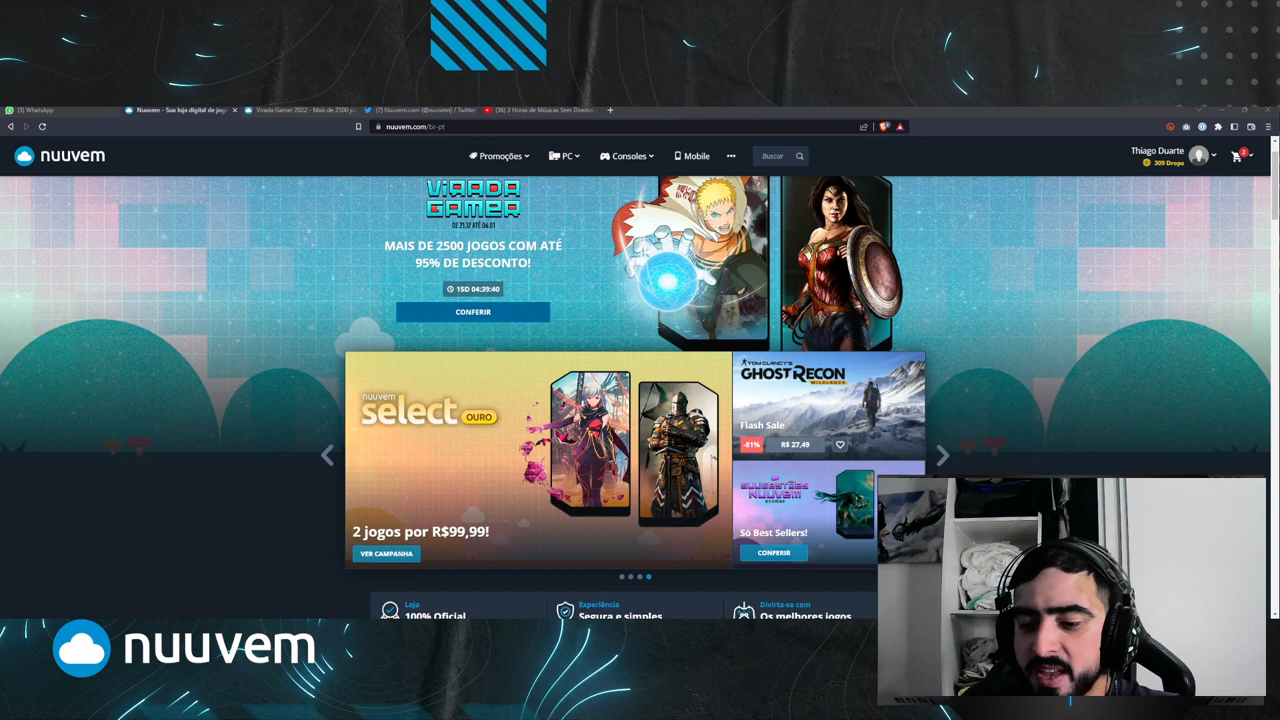 (3) WhatsApp
Nuuvem - Sua loja digital de jog
Virada Gamer 2022 - Mais de 2500 jo
(7) Nuuvem.com (@nuuvem) / Twitter
(36) 3 Horas de Músicas Sem Direitos
nuuvem.com/br-pt
nuuvem
Promoções
PC
Consoles
Mobile
Buscar
Thiago Duarte
309 Drops
2
ViRADA
GAMER
DE 21.12 ATÉ 06.01
MAIS DE 2500 JOGOS COM ATÉ
95% DE DESCONTO!
15D 04:39:40
CONFERIR
nuuvem
select OURO
2 jogos por R$99,99!
VER CAMPANHA
TOM CLANCY'S
GHOST RECON
WILDLANDS
Flash Sale
-81% R$ 27,49
SUGESTÕES
NUUVEM
Só Best Sellers!
CONFERIR
Loja
100% Oficial
Experiência
Segura e simples
Divirta-se com
Os melhores jogos
nuuvem